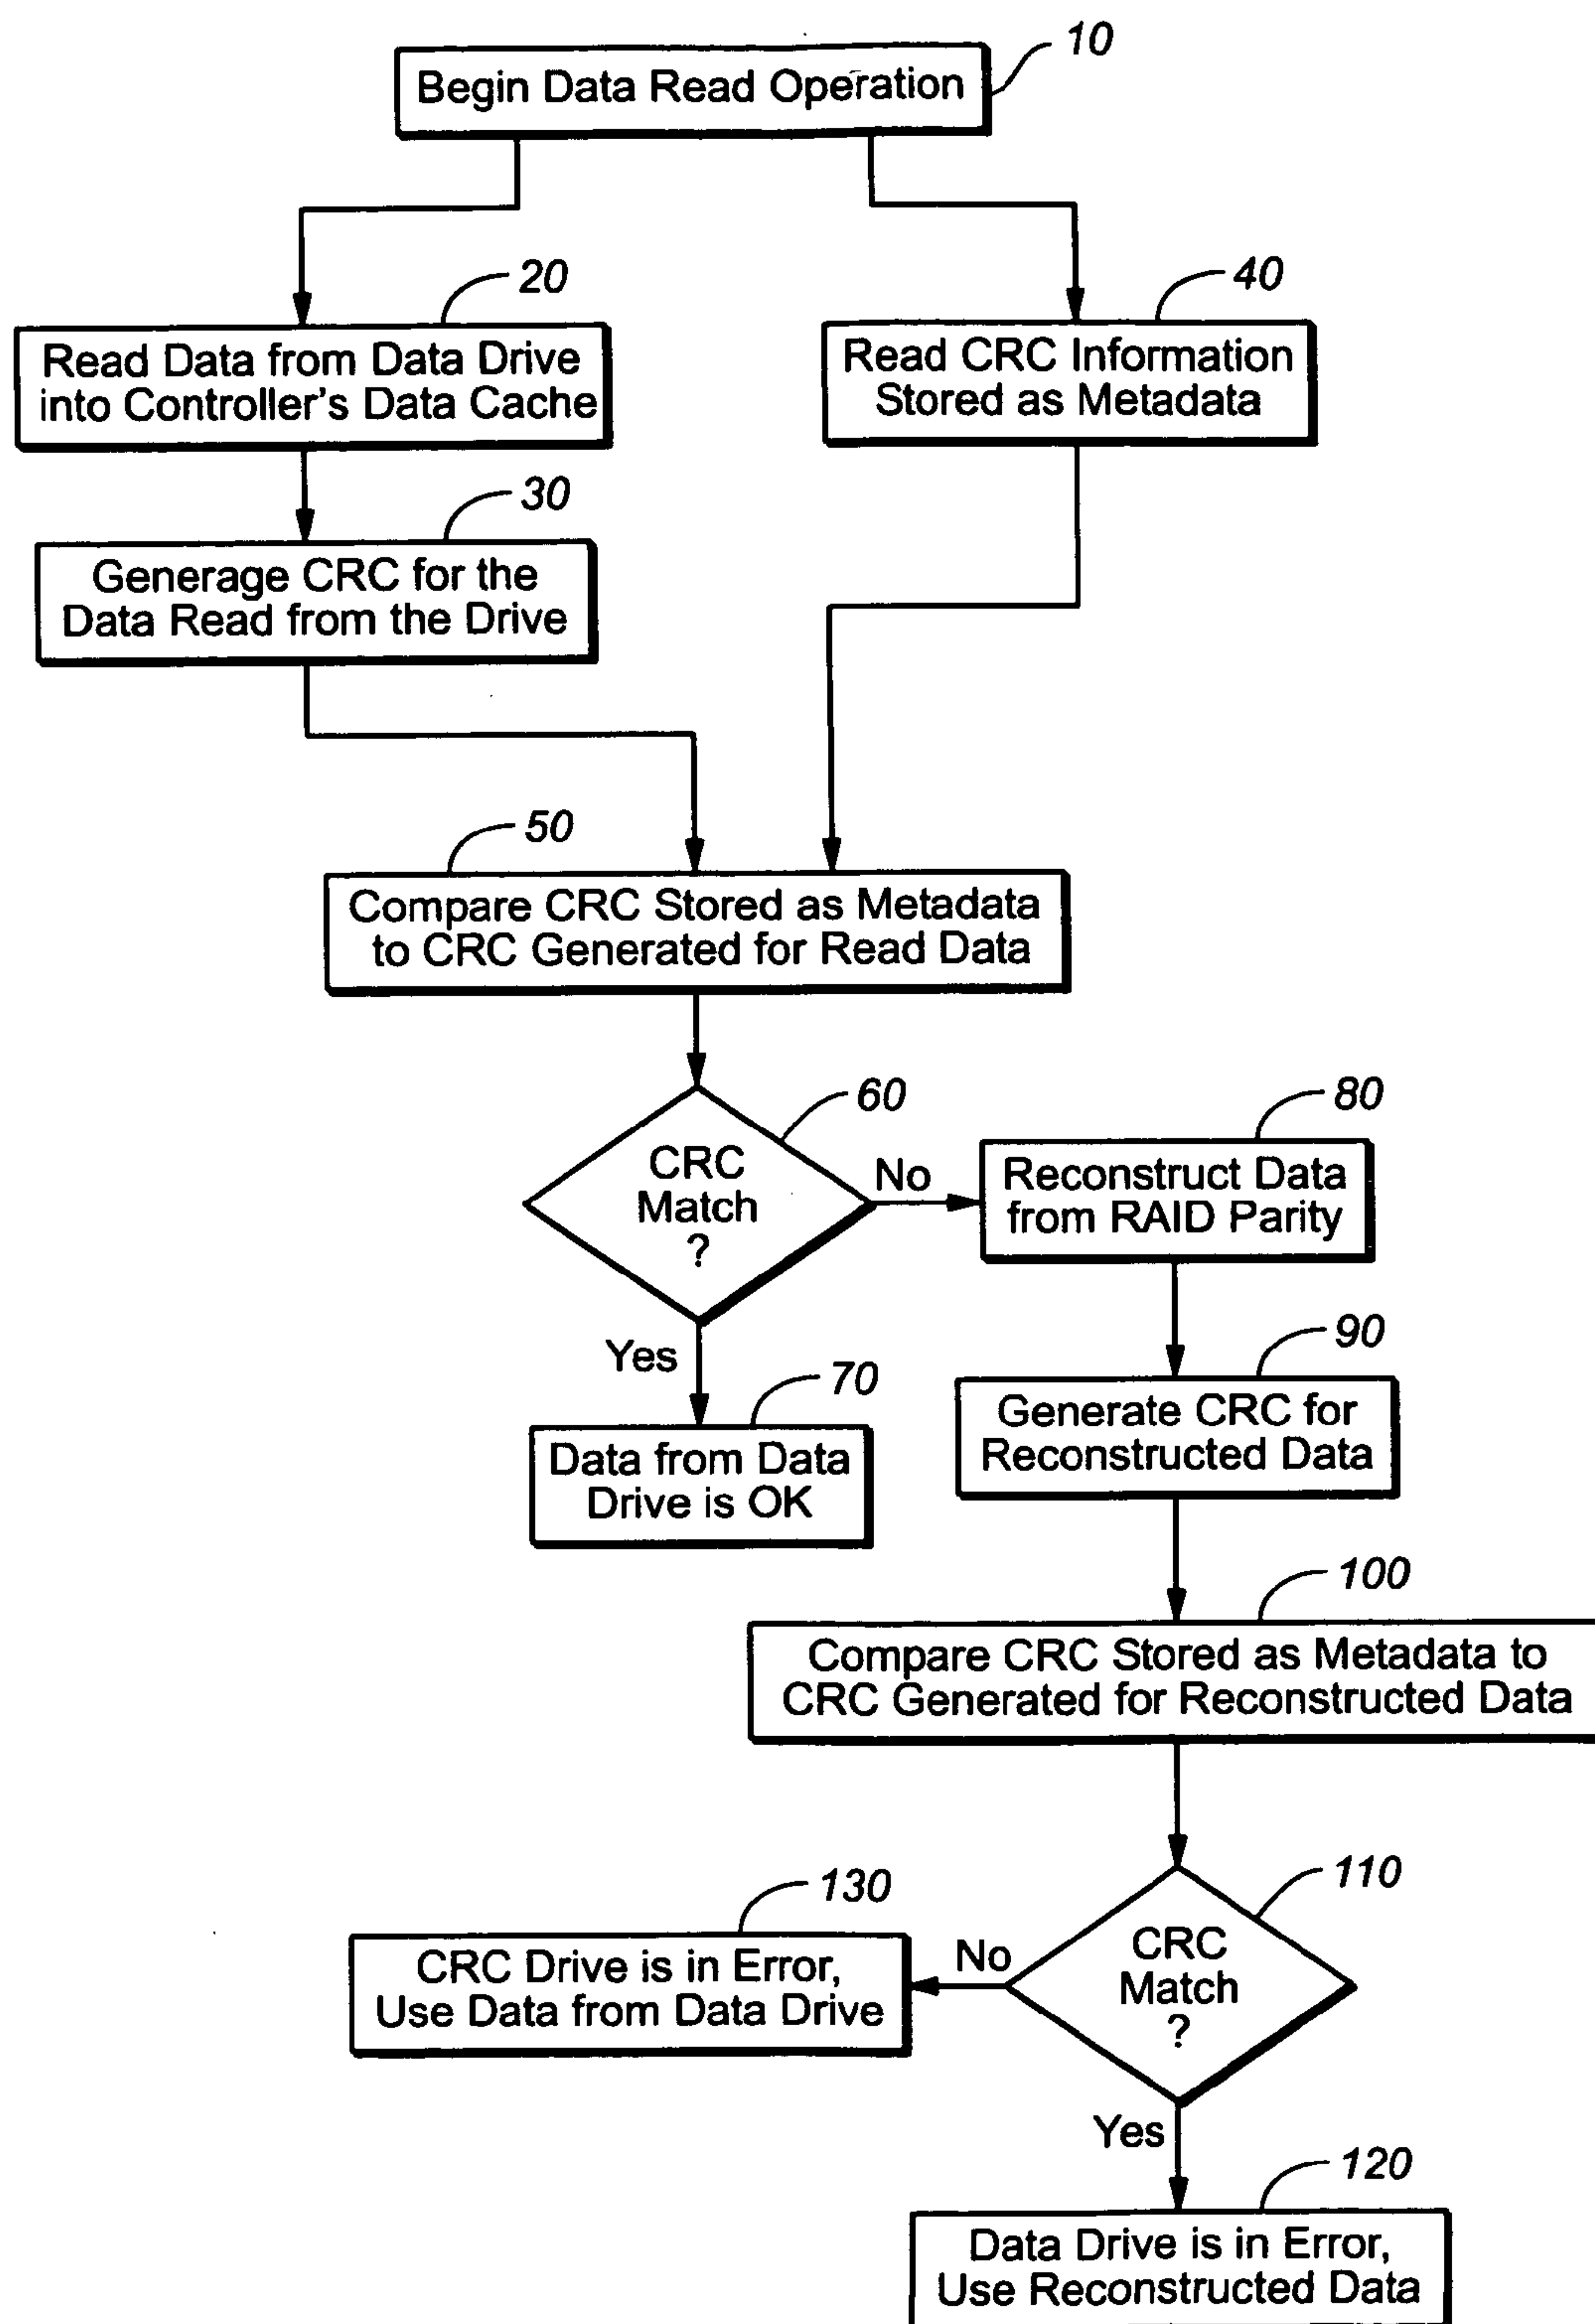 10
Begin Data Read Operation
20
Read Data from Data Drive
into Controller's Data Cache
40
Read CRC Information
Stored as Metadata
30
Generage CRC for the
Data Read from the Drive
50
Compare CRC Stored as Metadata
to CRC Generated for Read Data
60
CRC
Match
?
No
Yes
80
Reconstruct Data
from RAID Parity
70
Data from Data
Drive is OK
90
Generate CRC for
Reconstructed Data
100
Compare CRC Stored as Metadata to
CRC Generated for Reconstructed Data
110
CRC
Match
?
No
Yes
130
CRC Drive is in Error,
Use Data from Data Drive
120
Data Drive is in Error,
Use Reconstructed Data